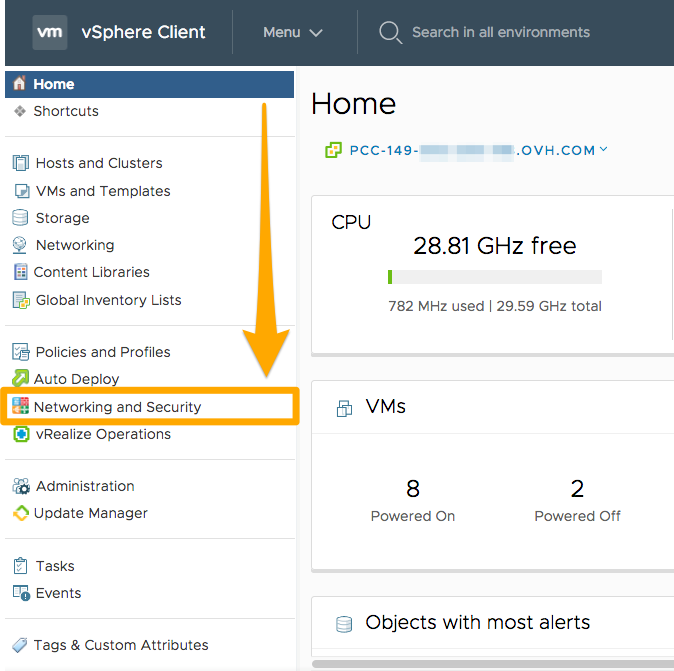 vm vSphere Client Menu Search in all environments
Home
Shortcuts
Hosts and Clusters
VMs and Templates
Storage
Networking
Content Libraries
Global Inventory Lists
Policies and Profiles
Auto Deploy
Networking and Security
vRealize Operations
Administration
Update Manager
Tasks
Events
Tags & Custom Attributes
Home
PCC-149- .OVH.COM
CPU
28.81 GHz free
782 MHz used | 29.59 GHz total
VMs
8 2
Powered On Powered Off
Objects with most alerts